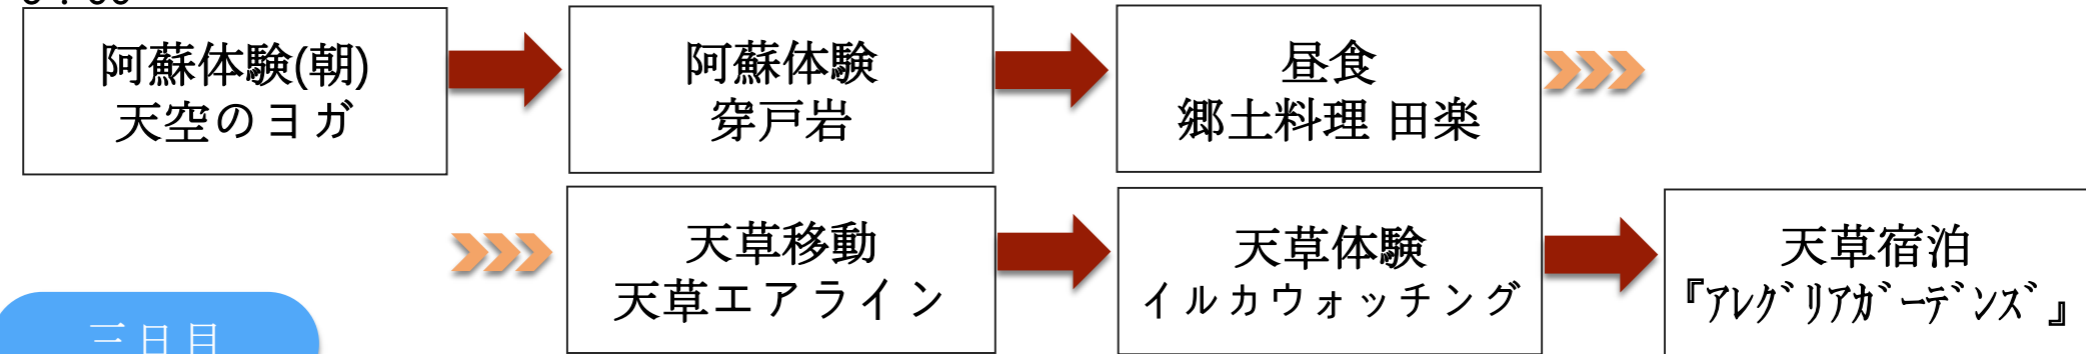 阿蘇体験(朝)
天空のヨガ
阿蘇体験
穿戸岩
昼食
郷土料理 田楽
天草移動
天草エアライン
天草体験
イルカウォッチング
天草宿泊
『ｱﾚｸﾞﾘｱｶﾞｰﾃﾞﾝｽﾞ』
三日目